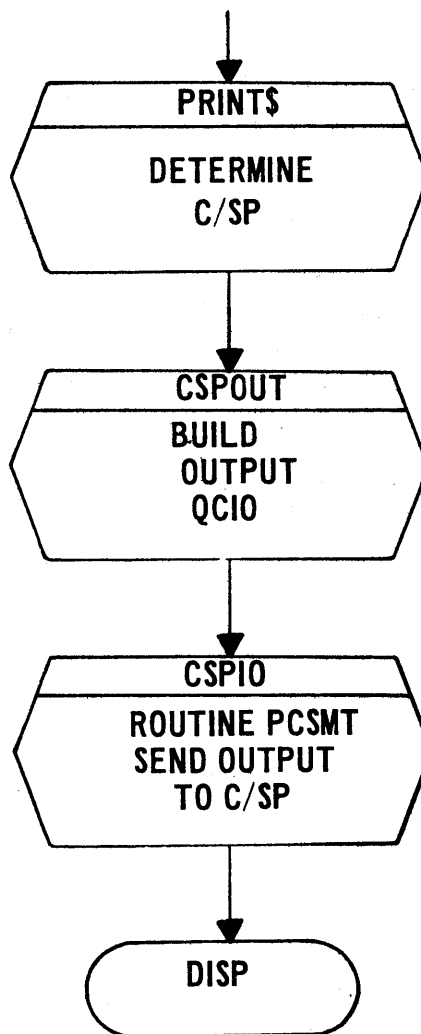 PRINT$
DETERMINE
C/SP
CSPOUT
BUILD
OUTPUT
QCIO
CSPIO
ROUTINE PCSMT
SEND OUTPUT
TO C/SP
DISP